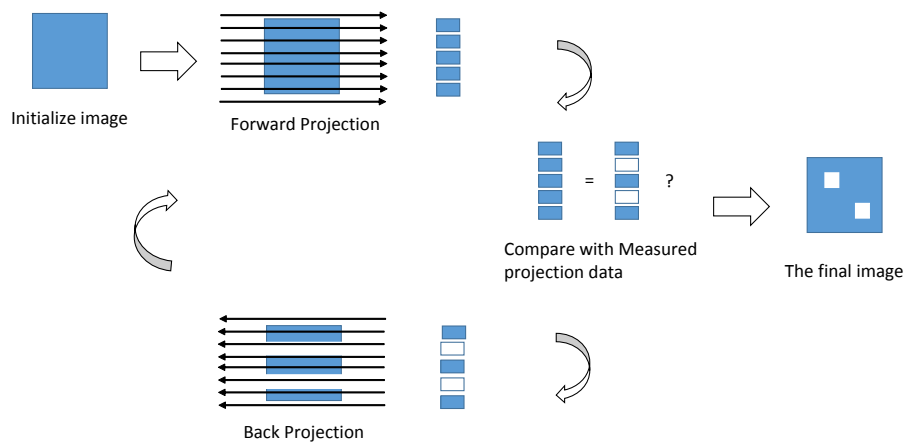 Initialize image
Forward Projection
= ?
Compare with Measured
projection data
The final image
Back Projection